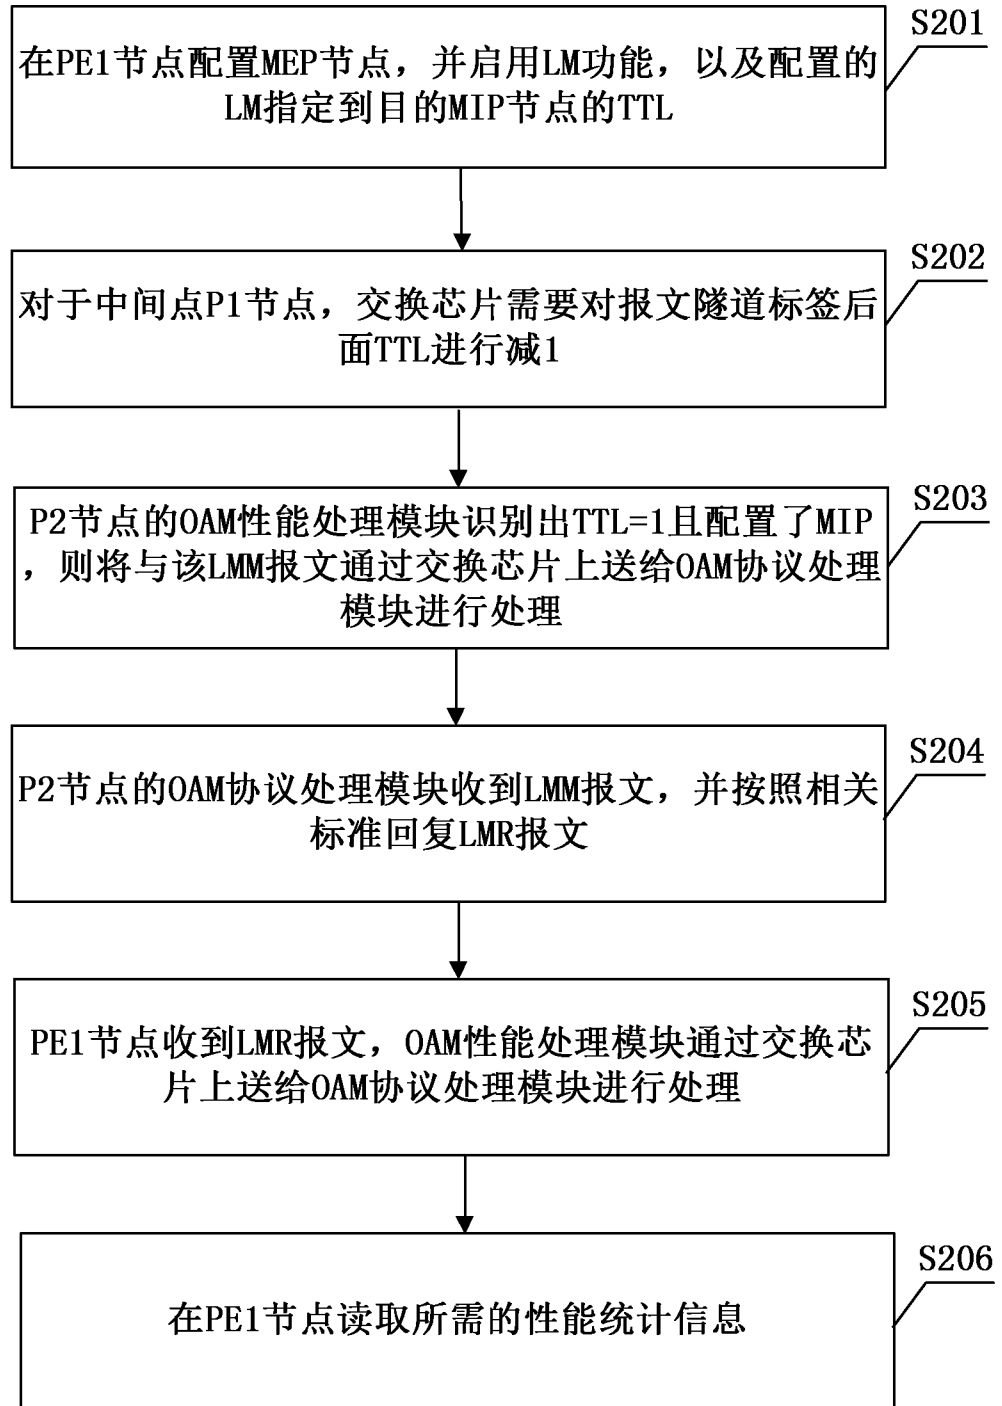 S201
在PE1节点配置MEP节点，并启用LM功能，以及配置的
LM指定到目的MIP节点的TTL
S202
对于中间点P1节点，交换芯片需要对报文隧道标签后
面TTL进行减1
S203
P2节点的OAM性能处理模块识别出TTL=1且配置了MIP
，则将与该LMM报文通过交换芯片上送给OAM协议处理
模块进行处理
S204
P2节点的OAM协议处理模块收到LMM报文，并按照相关
标准回复LMR报文
S205
PE1节点收到LMR报文，OAM性能处理模块通过交换芯
片上送给OAM协议处理模块进行处理
S206
在PE1节点读取所需的性能统计信息